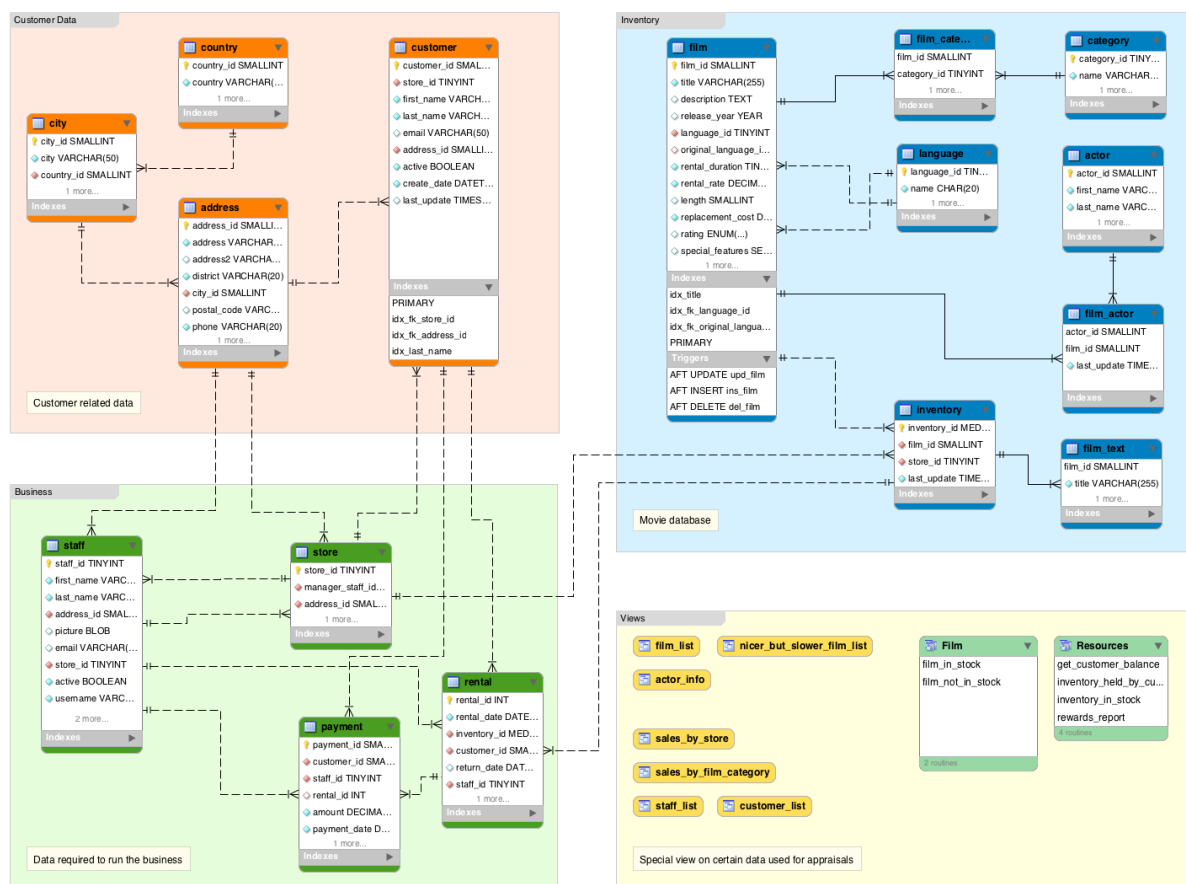 Customer Data
country
country_id SMALLINT
country VARCHAR(...
1 more...
Indexes
customer
customer_id SMAL...
store_id TINYINT
first_name VARCH...
last_name VARCH...
email VARCHAR(50)
address_id SMALLI...
active BOOLEAN
create_date DATET...
last_update TIMES...
Indexes
PRIMARY
idx_fk_store_id
idx_fk_address_id
idx_last_name
city
city_id SMALLINT
city VARCHAR(50)
country_id SMALLINT
1 more...
Indexes
address
address_id SMALLI...
address VARCHAR...
address2 VARCHA...
district VARCHAR(20)
city_id SMALLINT
postal_code VARC...
phone VARCHAR(20)
1 more...
Indexes
Customer related data
Inventory
film
film_id SMALLINT
title VARCHAR(255)
description TEXT
release_year YEAR
language_id TINYINT
original_language_i...
rental_duration TIN...
rental_rate DECIM...
length SMALLINT
replacement_cost D...
rating ENUM(...)
special_features SE...
1 more...
Indexes
idx_title
idx_fk_language_id
idx_fk_original_langua...
PRIMARY
Triggers
AFT UPDATE upd_film
AFT INSERT ins_film
AFT DELETE del_film
film_cate...
film_id SMALLINT
category_id TINYINT
1 more...
Indexes
category
category_id TINY...
name VARCHAR...
1 more...
Indexes
language
language_id TIN...
name CHAR(20)
1 more...
Indexes
actor
actor_id SMALLINT
first_name VARC...
last_name VARC...
1 more...
Indexes
film_actor
actor_id SMALLINT
film_id SMALLINT
last_update TIME...
Indexes
inventory
inventory_id MED...
film_id SMALLINT
store_id TINYINT
last_update TIME...
Indexes
film_text
film_id SMALLINT
title VARCHAR(255)
1 more...
Indexes
Movie database
Business
staff
staff_id TINYINT
first_name VARC...
last_name VARC...
address_id SMAL...
picture BLOB
email VARCHAR(...
store_id TINYINT
active BOOLEAN
username VARC...
2 more...
Indexes
store
store_id TINYINT
manager_staff_id...
address_id SMAL...
1 more...
Indexes
payment
payment_id SMA...
customer_id SMA...
staff_id TINYINT
rental_id INT
amount DECIMA...
payment_date D...
1 more...
Indexes
rental
rental_id INT
rental_date DATE...
inventory_id MED...
customer_id SMA...
return_date DAT...
staff_id TINYINT
1 more...
Indexes
Data required to run the business
Views
film_list
nicer_but_slower_film_list
actor_info
sales_by_store
sales_by_film_category
staff_list
customer_list
Film
film_in_stock
film_not_in_stock
2 routines
Resources
get_customer_balance
inventory_held_by_cu...
inventory_in_stock
rewards_report
4 routines
Special view on certain data used for appraisals